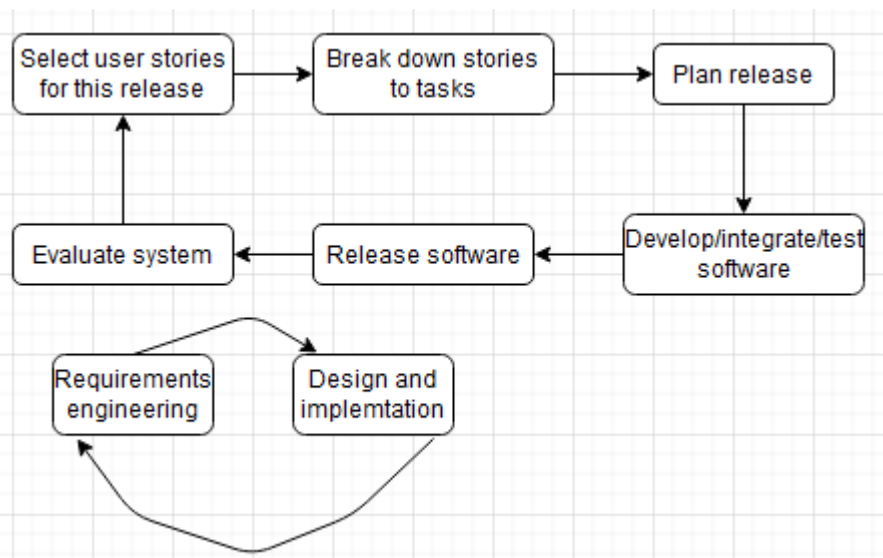 Select user stories
for this release
Break down stories
to tasks
Plan release
Evaluate system
Release software
Develop/integrate/test
software
Requirements
engineering
Design and
implemtation